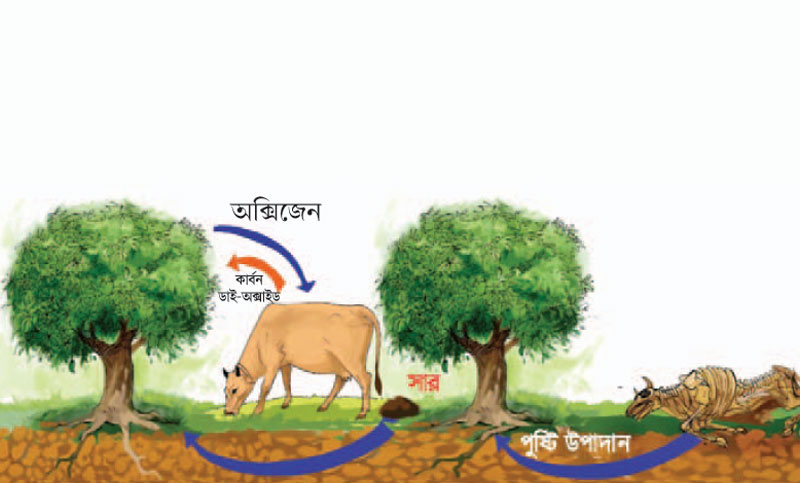 অক্সিজেন
কার্বন
ডাই-অক্সাইড
সার
পুষ্টি উপাদান